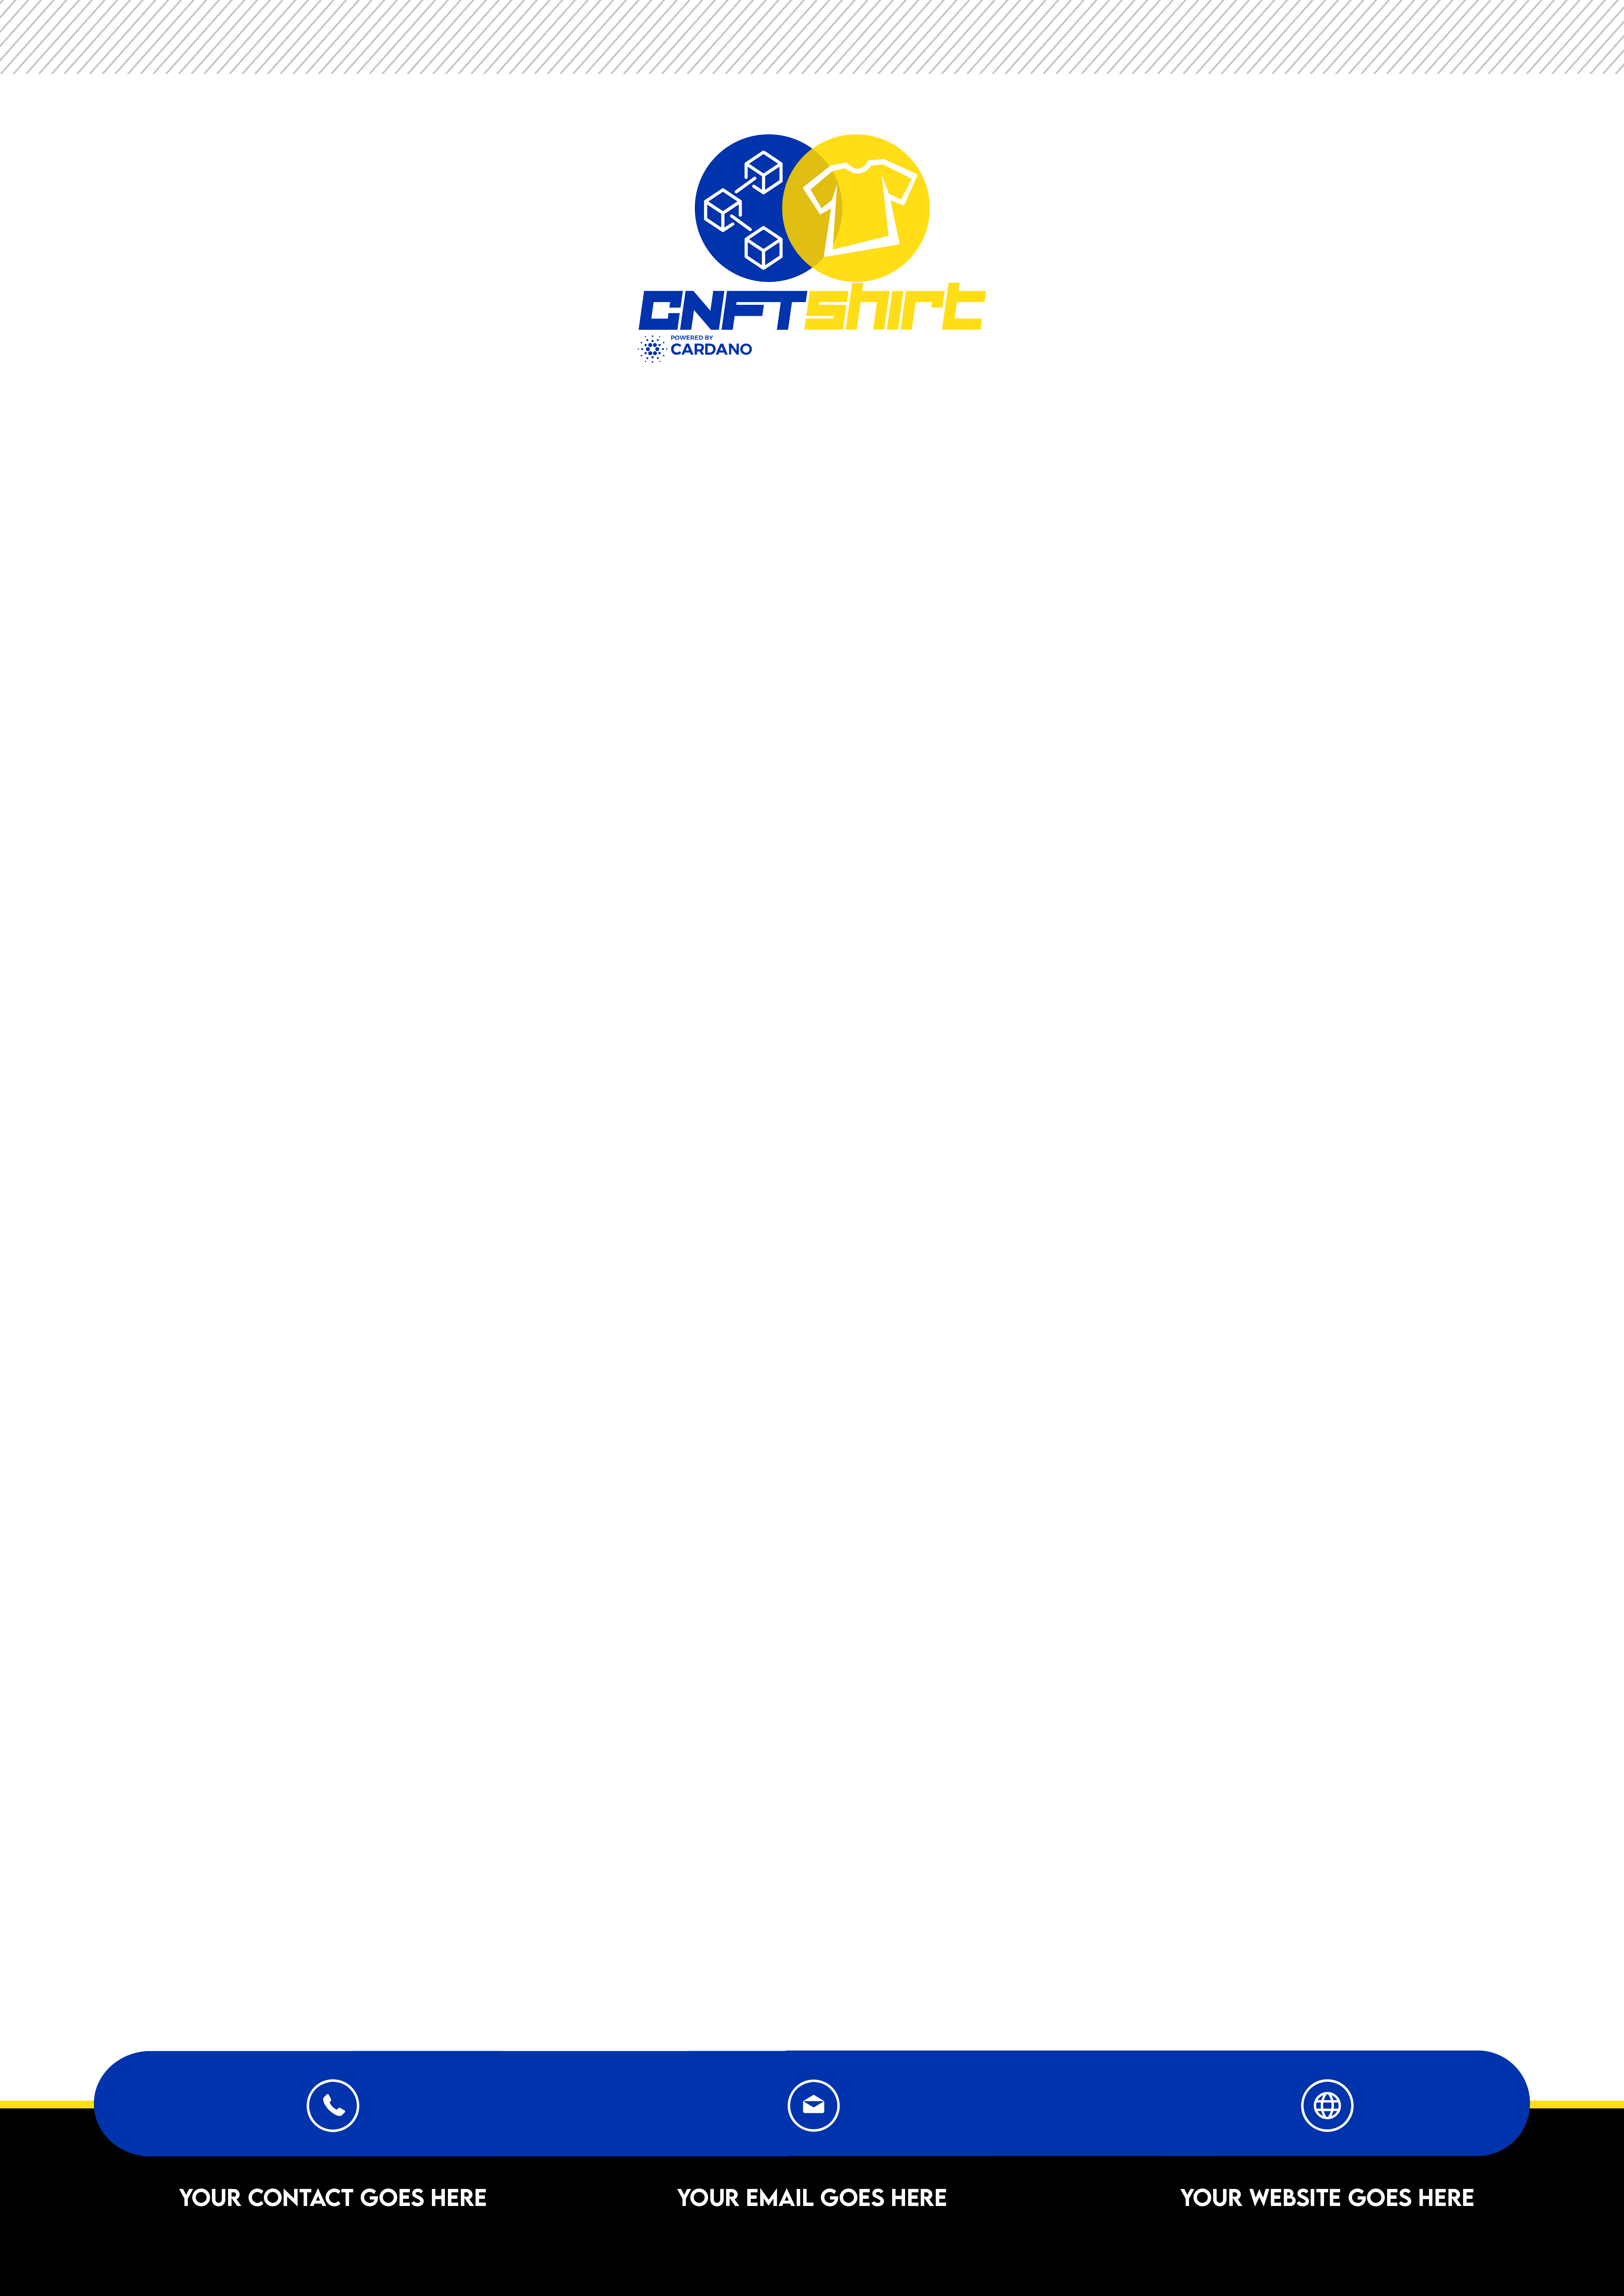 CNFTshirt
POWERED BY
CARDANO
YOUR CONTACT GOES HERE
YOUR EMAIL GOES HERE
YOUR WEBSITE GOES HERE